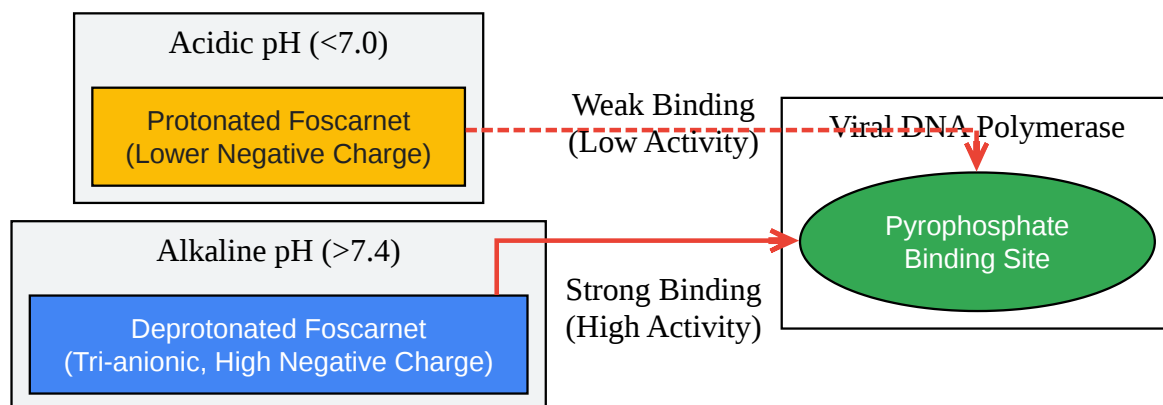 Acidic pH (<7.0)
Protonated Foscarnet
(Lower Negative Charge)
Weak Binding
(Low Activity)
Viral DNA Polymerase
Pyrophosphate
Binding Site
Alkaline pH (>7.4)
Deprotonated Foscarnet
(Tri-anionic, High Negative Charge)
Strong Binding
(High Activity)